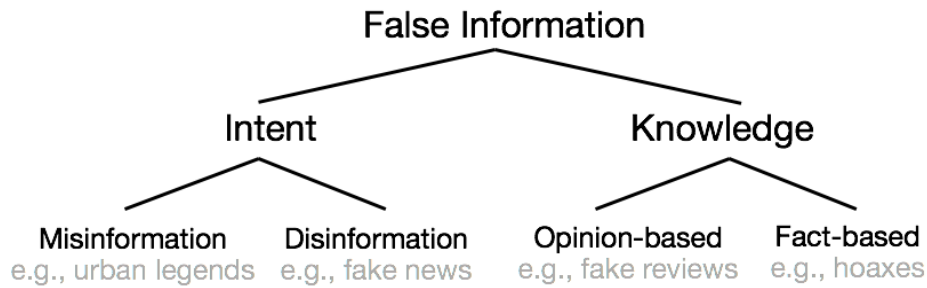 False Information
Intent
Knowledge
Misinformation
e.g., urban legends
Disinformation
e.g., fake news
Opinion-based
e.g., fake reviews
Fact-based
e.g., hoaxes